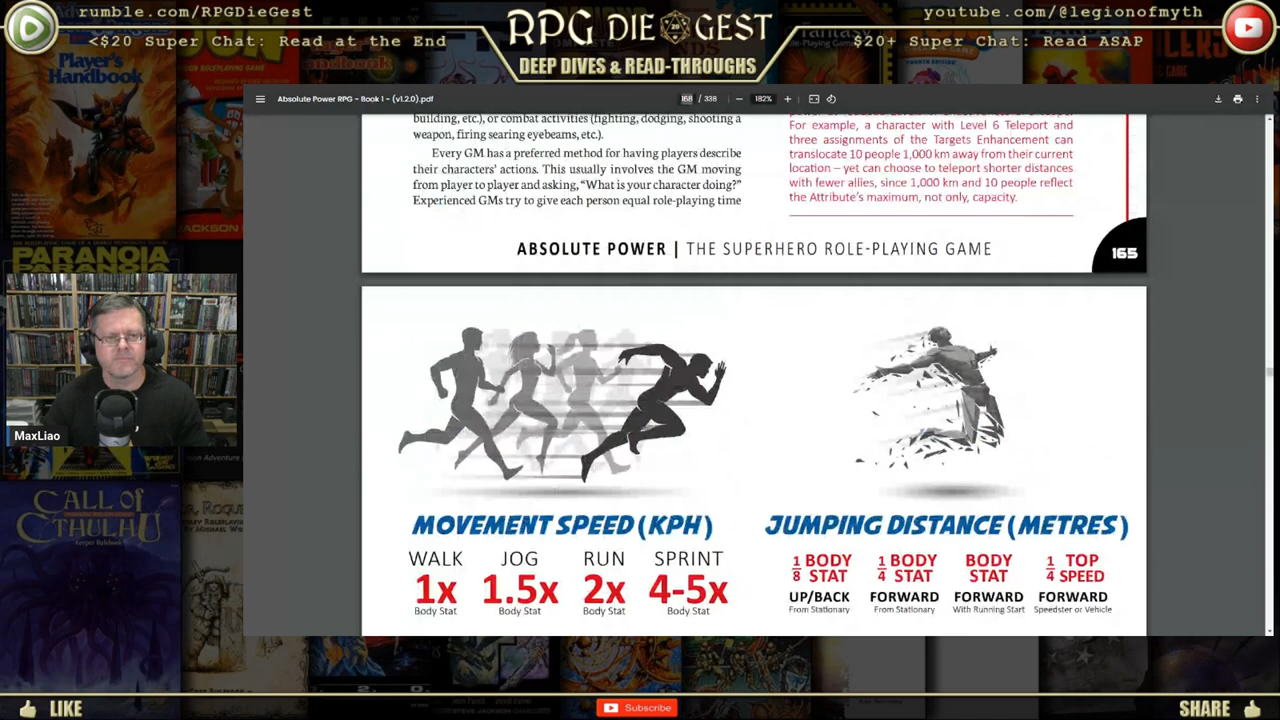 rumble.com/RPGDieGest
<$20 Super Chat: Read at the End
RPG DIE GEST
DEEP DIVES & READ-THROUGHS
youtube.com/@legionofmyth
$20+ Super Chat: Read ASAP
Player's
Handbook
PARANOIA
Absolute Power RPG - Book 1 - (v1.2.0).pdf
168 / 338
182%
building, etc.), or combat activities (fighting, dodging, shooting a
weapon, firing searing eyebeams, etc.).
Every GM has a preferred method for having players describe
their characters' actions. This usually involves the GM moving
from player to player and asking, "What is your character doing?"
Experienced GMs try to give each person equal role-playing time
For example, a character with Level 6 Teleport and
three assignments of the Targets Enhancement can
translocate 10 people 1,000 km away from their current
location – yet can choose to teleport shorter distances
with fewer allies, since 1,000 km and 10 people reflect
the Attribute's maximum, not only, capacity.
ABSOLUTE POWER | THE SUPERHERO ROLE-PLAYING GAME
165
MaxLiao
CALL OF
CTHULHU
MOVEMENT SPEED (KPH)
WALK
1x
Body Stat
JOG
1.5x
Body Stat
RUN
2x
Body Stat
SPRINT
4-5x
Body Stat
JUMPING DISTANCE (METRES)
1/8 BODY
STAT
UP/BACK
From Stationary
1/4 BODY
STAT
FORWARD
From Stationary
BODY
STAT
FORWARD
With Running Start
1/4 TOP
SPEED
FORWARD
Speedster or Vehicle
LIKE
Subscribe
SHARE